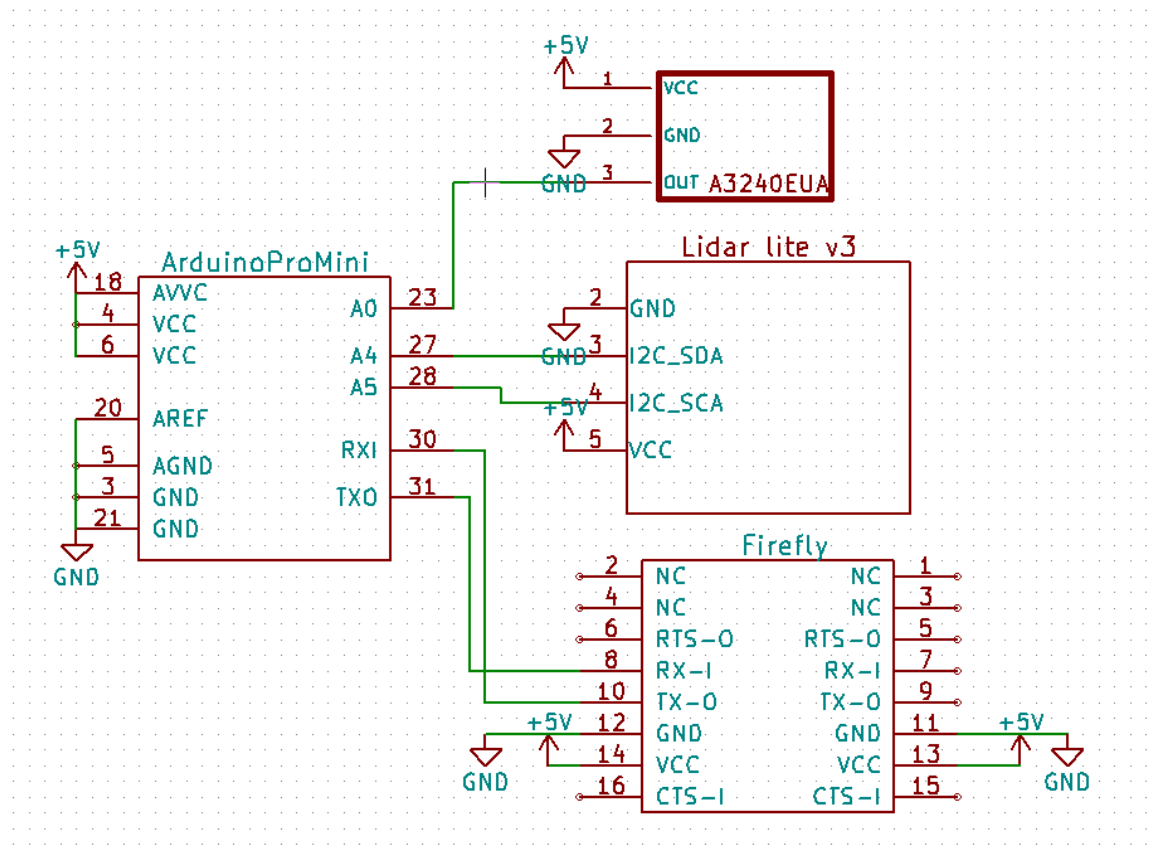 +5V
1 VCC
2 GND
GND 3 OUT A3240EUA
Lidar lite v3
2 GND
GND 3 I2C_SDA
4 I2C_SCA
+5V
5 VCC
+5V
ArduinoProMini
18 AVVC
4 VCC A0 23
6 VCC A4 27
A5 28
20 AREF
5 AGND RXI 30
3 GND TXO 31
21 GND
GND
Firefly
2 NC NC 1
4 NC NC 3
6 RTS-O RTS-O 5
8 RX-I RX-I 7
10 TX-O TX-O 9
+5V 12 GND GND 11 +5V
GND 14 VCC VCC 13 GND
16 CTS-I CTS-I 15